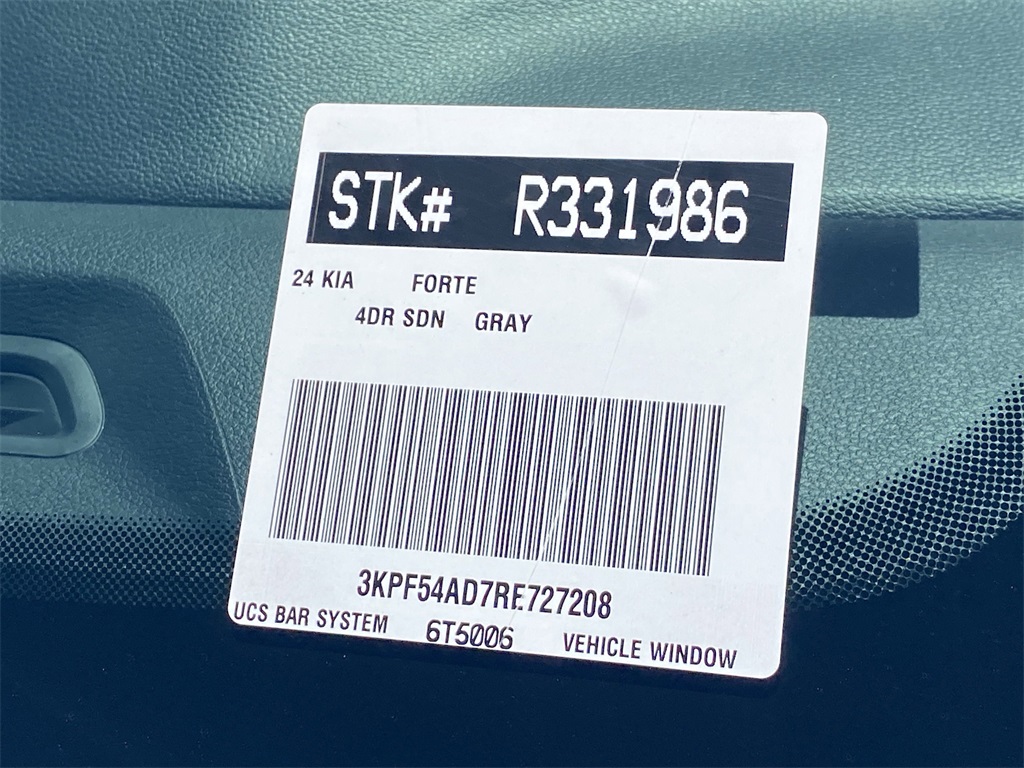 STK# R331986
24 KIA FORTE
4DR SDN GRAY
3KPF54AD7RE727208
UCS BAR SYSTEM 6T5006 VEHICLE WINDOW